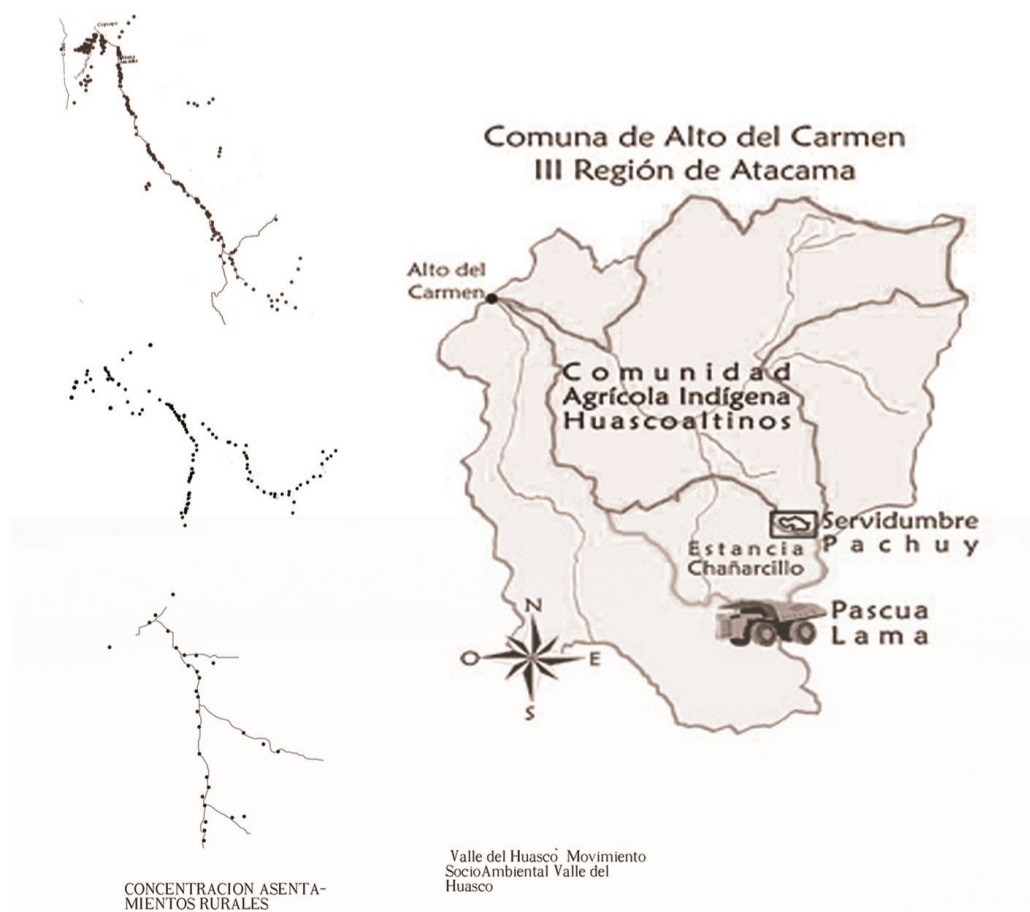 Copiapo
Comuna de Alto del Carmen
III Región de Atacama
Alto del
Carmen
Comunidad
Agrícola Indígena
Huascoaltinos
Servidumbre
Pachuy
Estancia
Chañarcillo
Pascua
Lama
N
O
E
S
Valle del Huasco` Movimiento
SocioAmbiental Valle del
Huasco
CONCENTRACION ASENTA-
MIENTOS RURALES